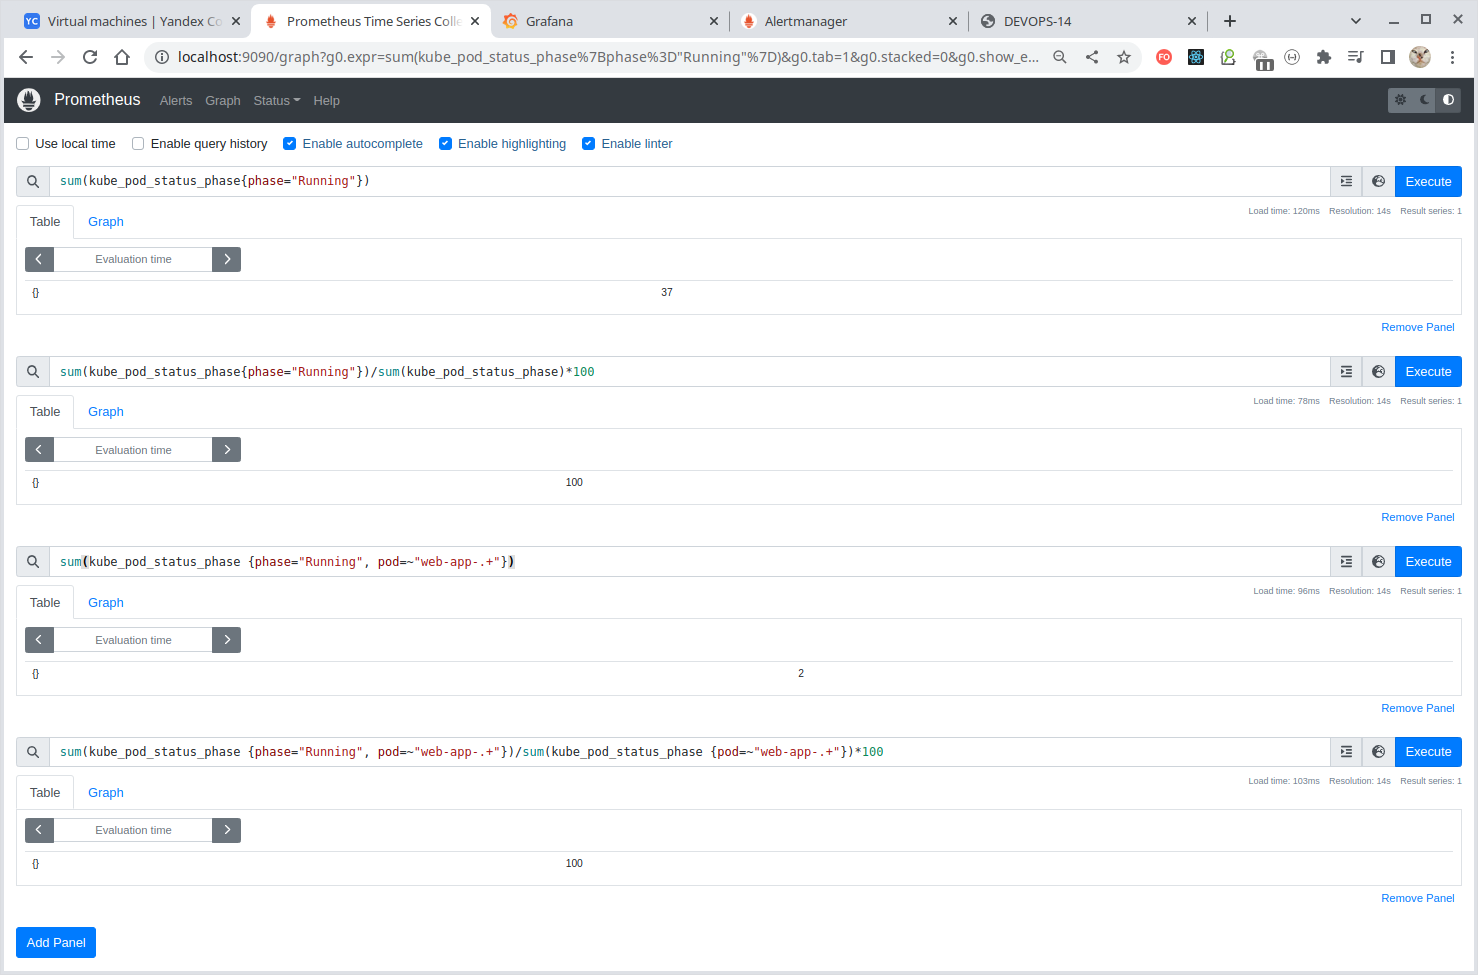 Virtual machines | Yandex Co
Prometheus Time Series Colle
Grafana
Alertmanager
DEVOPS-14
localhost:9090/graph?g0.expr=sum(kube_pod_status_phase%7Bphase%3D"Running"%7D)&g0.tab=1&g0.stacked=0&g0.show_e...
Prometheus Alerts Graph Status Help
Use local time Enable query history Enable autocomplete Enable highlighting Enable linter
sum(kube_pod_status_phase{phase="Running"})
Execute
Load time: 120ms Resolution: 14s Result series: 1
Table Graph
Evaluation time
{} 37
Remove Panel
sum(kube_pod_status_phase{phase="Running"})/sum(kube_pod_status_phase)*100
Execute
Load time: 78ms Resolution: 14s Result series: 1
Table Graph
Evaluation time
{} 100
Remove Panel
sum(kube_pod_status_phase {phase="Running", pod=~"web-app-.+"})
Execute
Load time: 96ms Resolution: 14s Result series: 1
Table Graph
Evaluation time
{} 2
Remove Panel
sum(kube_pod_status_phase {phase="Running", pod=~"web-app-.+"})/sum(kube_pod_status_phase {pod=~"web-app-.+"})*100
Execute
Load time: 103ms Resolution: 14s Result series: 1
Table Graph
Evaluation time
{} 100
Remove Panel
Add Panel